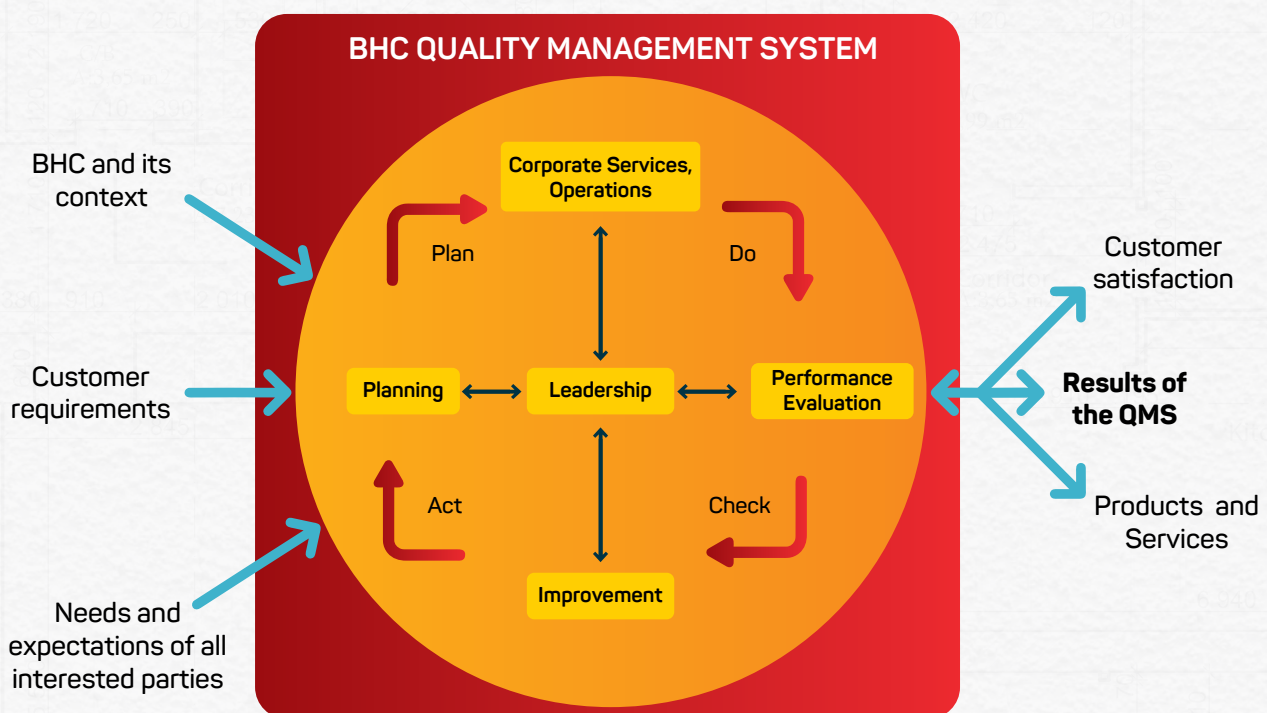 BHC QUALITY MANAGEMENT SYSTEM
BHC and its
context
Customer
requirements
Needs and
expectations of all
interested parties
Corporate Services,
Operations
Plan
Do
Planning
Leadership
Performance
Evaluation
Act
Check
Improvement
Customer
satisfaction
Results of
the QMS
Products and
Services